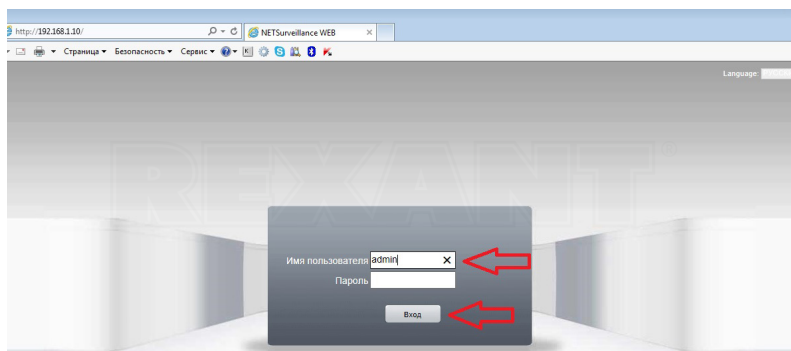 http://192.168.1.10/
NETSurveillance WEB
Страница Безопасность Сервис
Language:
REXANT
Имя пользователя admin
Пароль
Вход